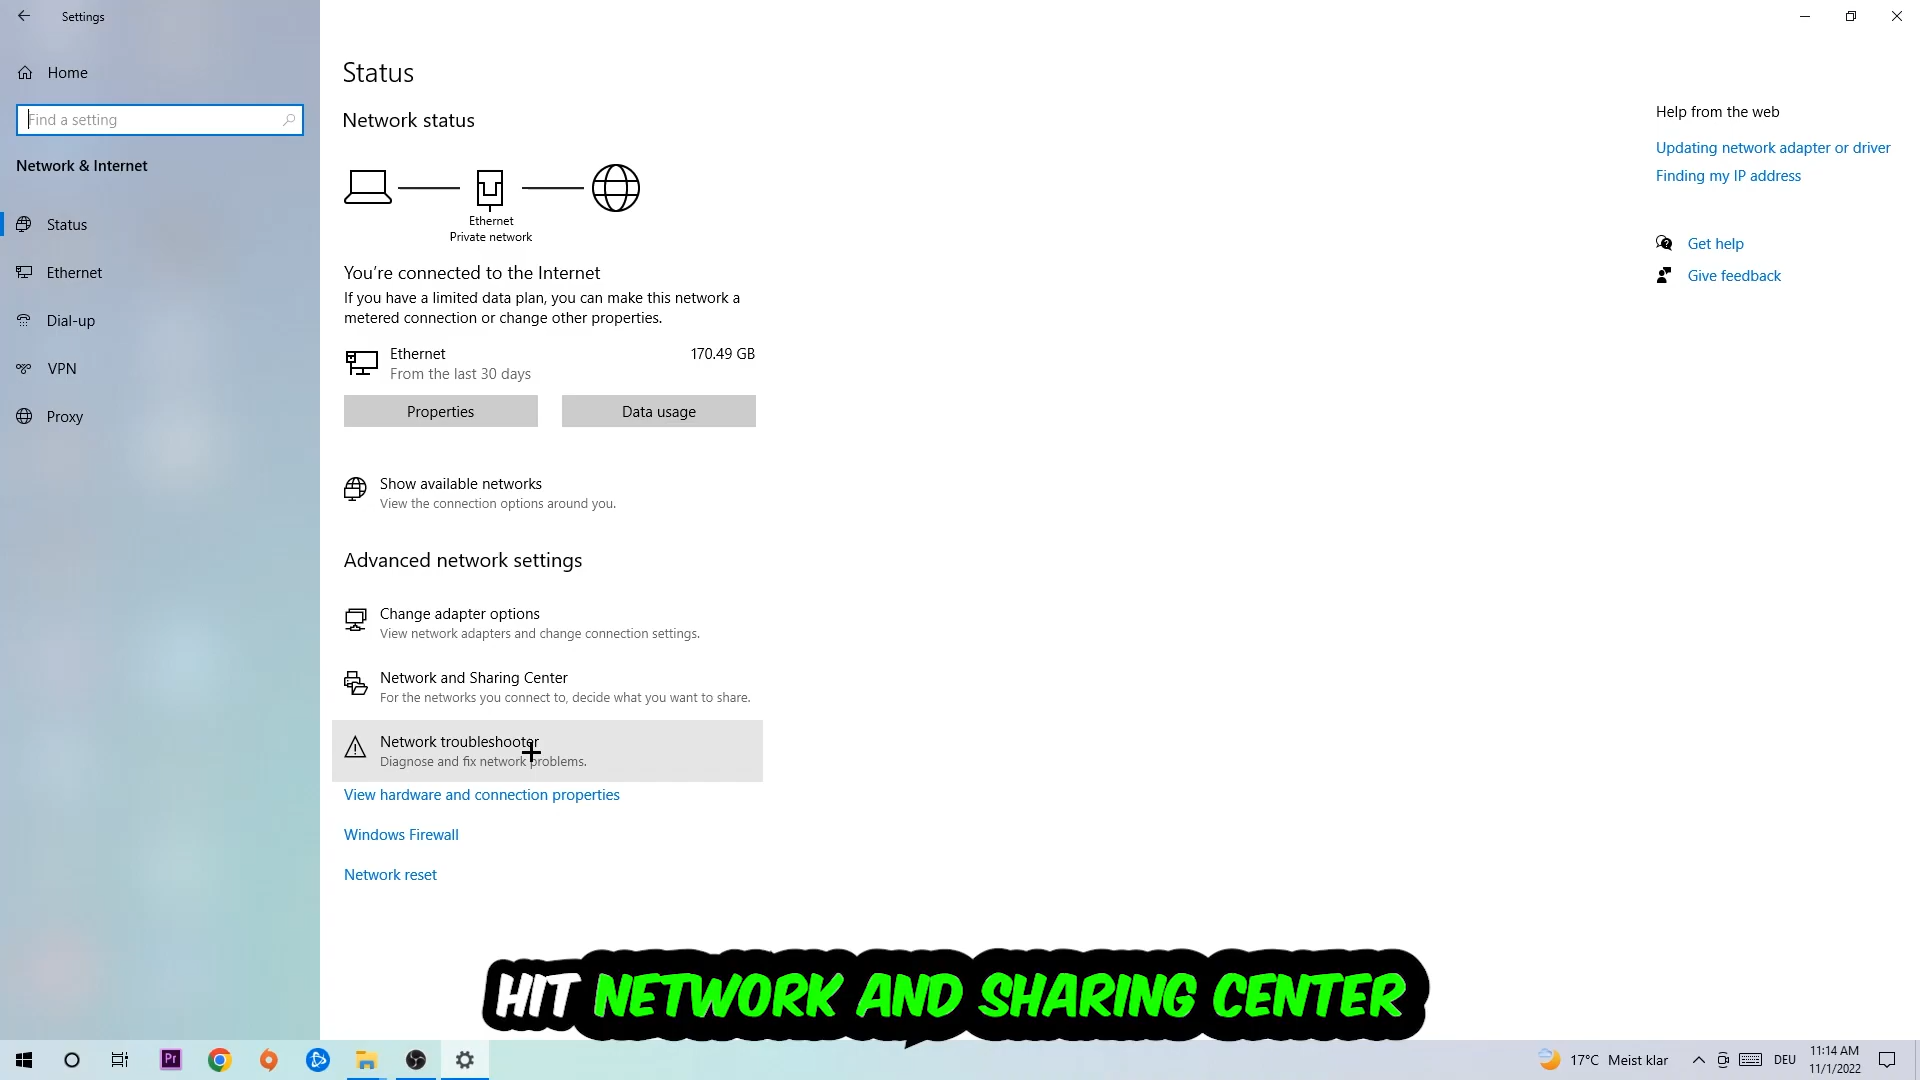 Settings
Home
Find a setting
Network & Internet
Status
Ethernet
Dial-up
VPN
Proxy
Status
Network status
Ethernet
Private network
You're connected to the Internet
If you have a limited data plan, you can make this network a
metered connection or change other properties.
Ethernet 170.49 GB
From the last 30 days
Properties Data usage
Show available networks
View the connection options around you.
Advanced network settings
Change adapter options
View network adapters and change connection settings.
Network and Sharing Center
For the networks you connect to, decide what you want to share.
Network troubleshooter
Diagnose and fix network problems.
View hardware and connection properties
Windows Firewall
Network reset
Help from the web
Updating network adapter or driver
Finding my IP address
Get help
Give feedback
HIT NETWORK AND SHARING CENTER
Pr
17°C Meist klar
DEU
11:14 AM
11/1/2022